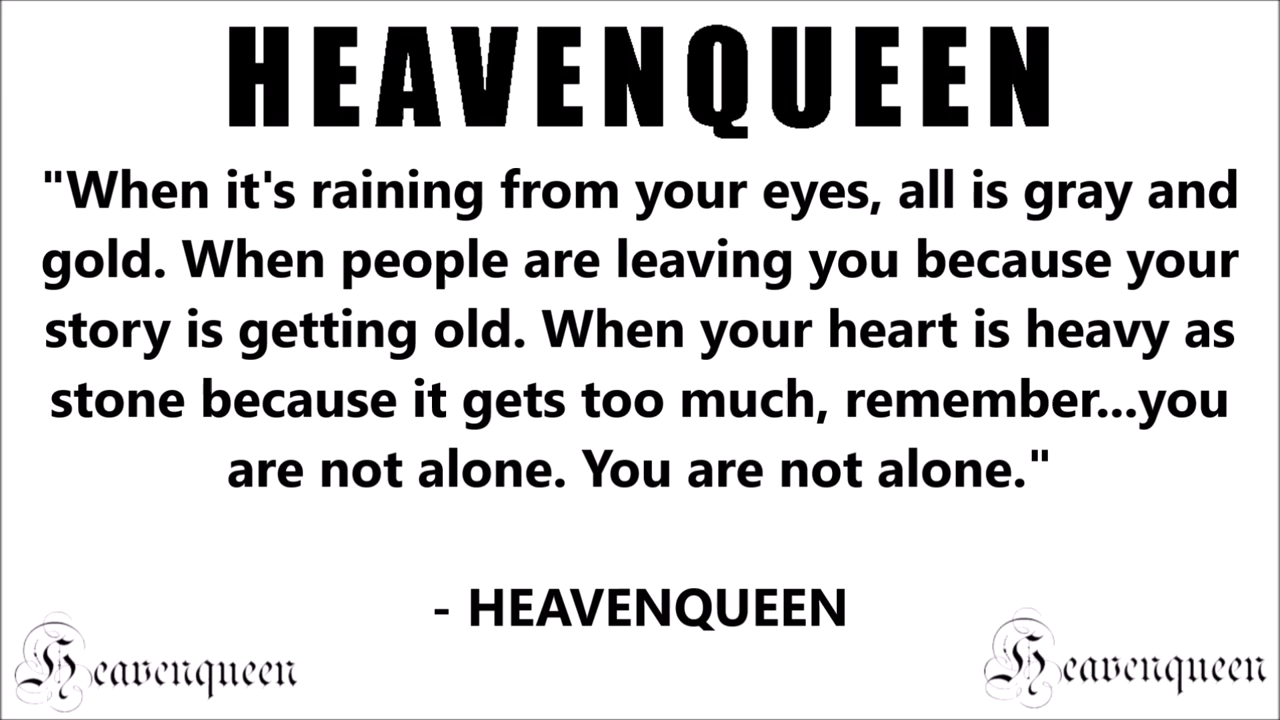 HEAVENQUEEN
"When it's raining from your eyes, all is gray and
gold. When people are leaving you because your
story is getting old. When your heart is heavy as
stone because it gets too much, remember...you
are not alone. You are not alone."
- HEAVENQUEEN
Heavenqueen
Heavenqueen